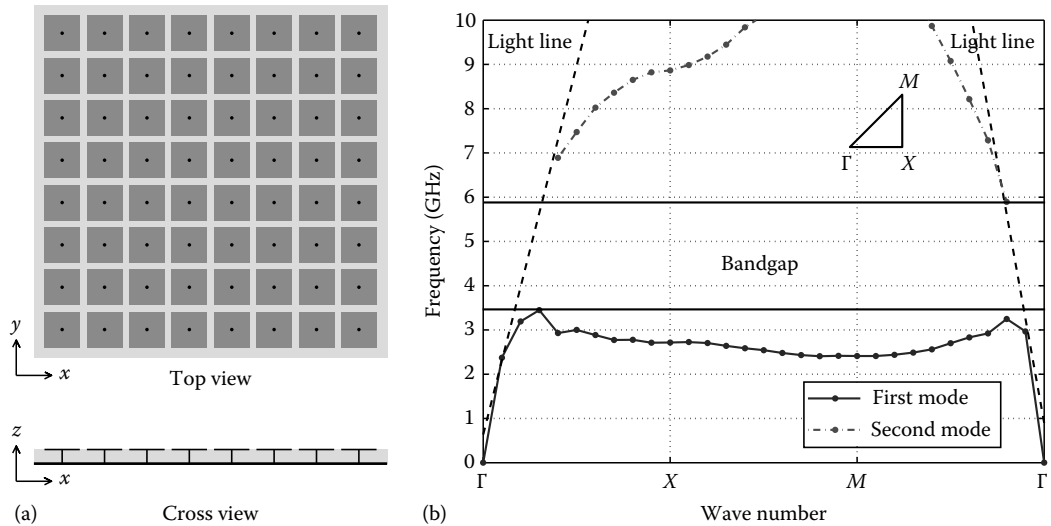 y
x
Top view
z
x
(a)
Cross view
10
9
8
7
6
5
4
3
2
1
0
Frequency (GHz)
Light line
Light line
M
Γ
X
Bandgap
First mode
Second mode
Γ
X
M
Γ
(b)
Wave number